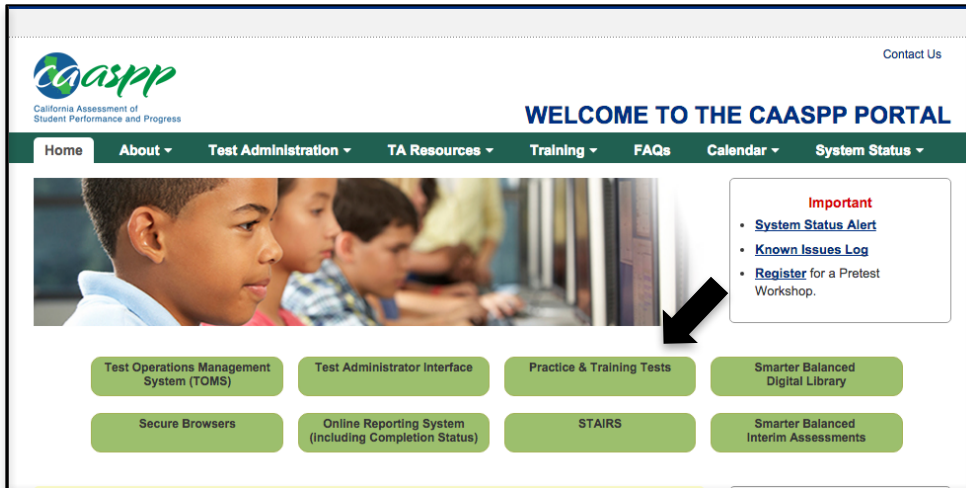 Contact Us
caaspp
California Assessment of
Student Performance and Progress
WELCOME TO THE CAASPP PORTAL
Home About Test Administration TA Resources Training FAQs Calendar System Status
Important
• System Status Alert
• Known Issues Log
• Register for a Pretest
Workshop.
Test Operations Management
System (TOMS)
Test Administrator Interface
Practice & Training Tests
Smarter Balanced
Digital Library
Secure Browsers
Online Reporting System
(Including Completion Status)
STAIRS
Smarter Balanced
Interim Assessments